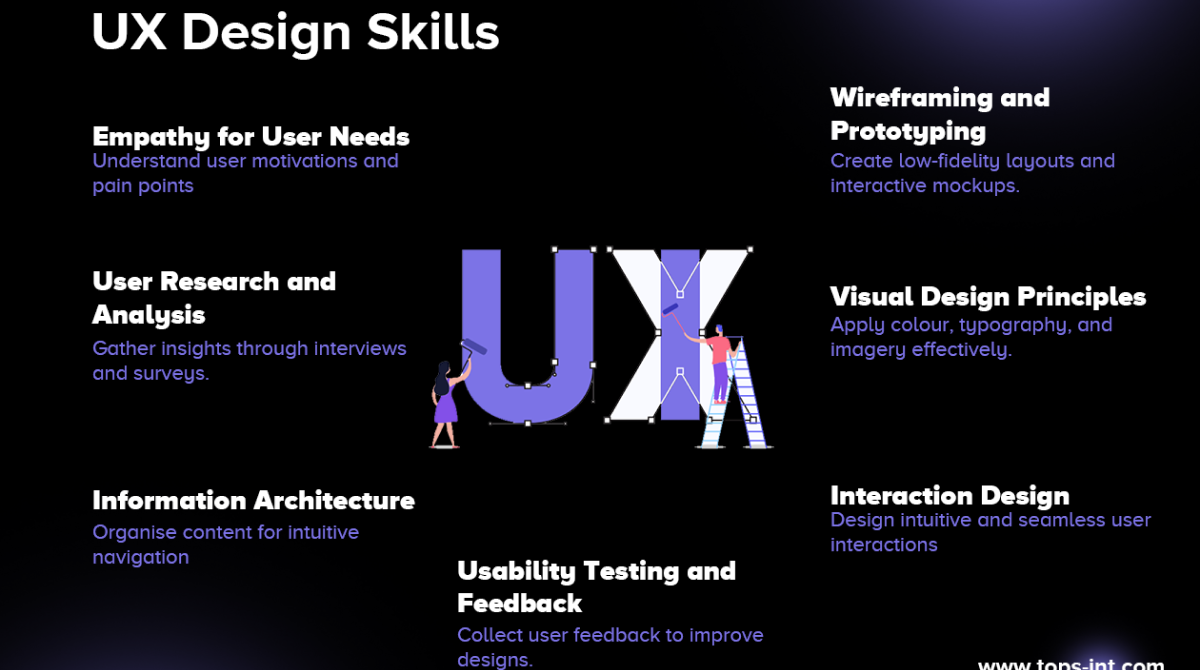 UX Design Skills
Empathy for User Needs
Understand user motivations and
pain points
User Research and
Analysis
Gather insights through interviews
and surveys.
Information Architecture
Organise content for intuitive
navigation
UX
Usability Testing and
Feedback
Collect user feedback to improve
designs.
Wireframing and
Prototyping
Create low-fidelity layouts and
interactive mockups.
Visual Design Principles
Apply colour, typography, and
imagery effectively.
Interaction Design
Design intuitive and seamless user
interactions
www.tops-int.com